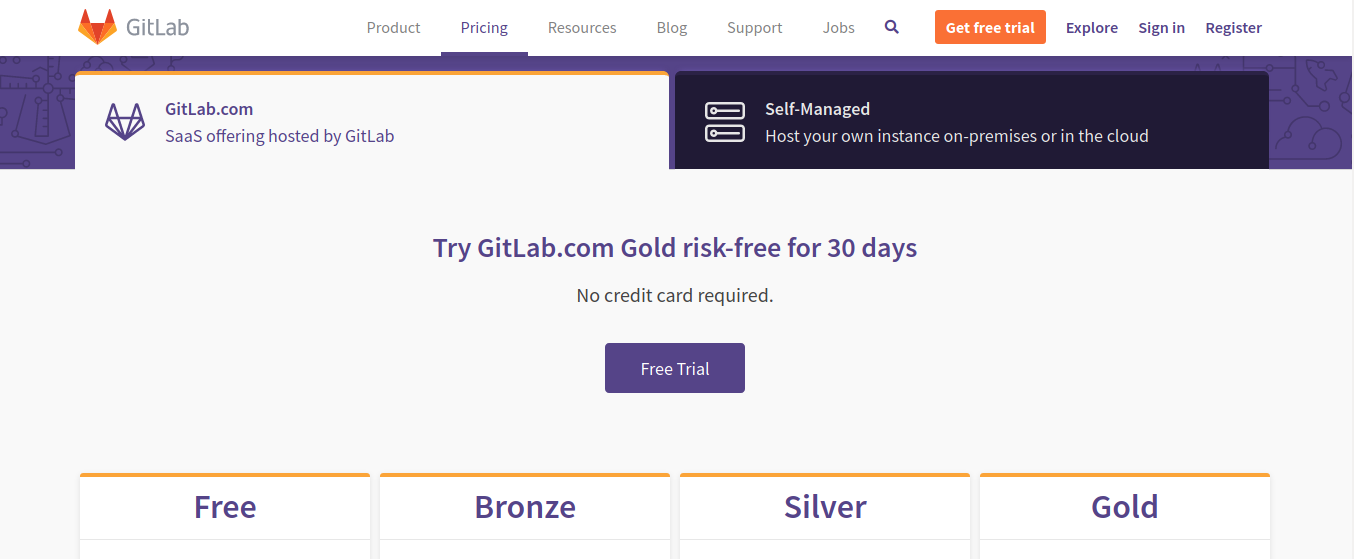 GitLab
Product Pricing Resources Blog Support Jobs Get free trial Explore Sign in Register
GitLab.com
SaaS offering hosted by GitLab
Self-Managed
Host your own instance on-premises or in the cloud
Try GitLab.com Gold risk-free for 30 days
No credit card required.
Free Trial
Free Bronze Silver Gold